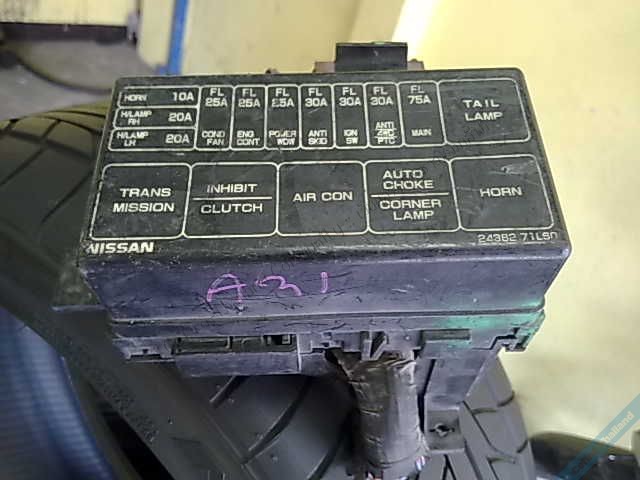 HORN 10A
H/LAMP RH 20A
H/LAMP LH 20A
FL 25A COND FAN
FL 25A ENG CONT
FL 25A POWER WDW
FL 30A ANTI SKID
FL 30A IGN SW
FL 30A ANTI 2WD PTC
FL 75A MAIN
TAIL LAMP
TRANS MISSION
INHIBIT
CLUTCH
AIR CON
AUTO CHOKE
CORNER LAMP
HORN
NISSAN
24382 71L50
A31